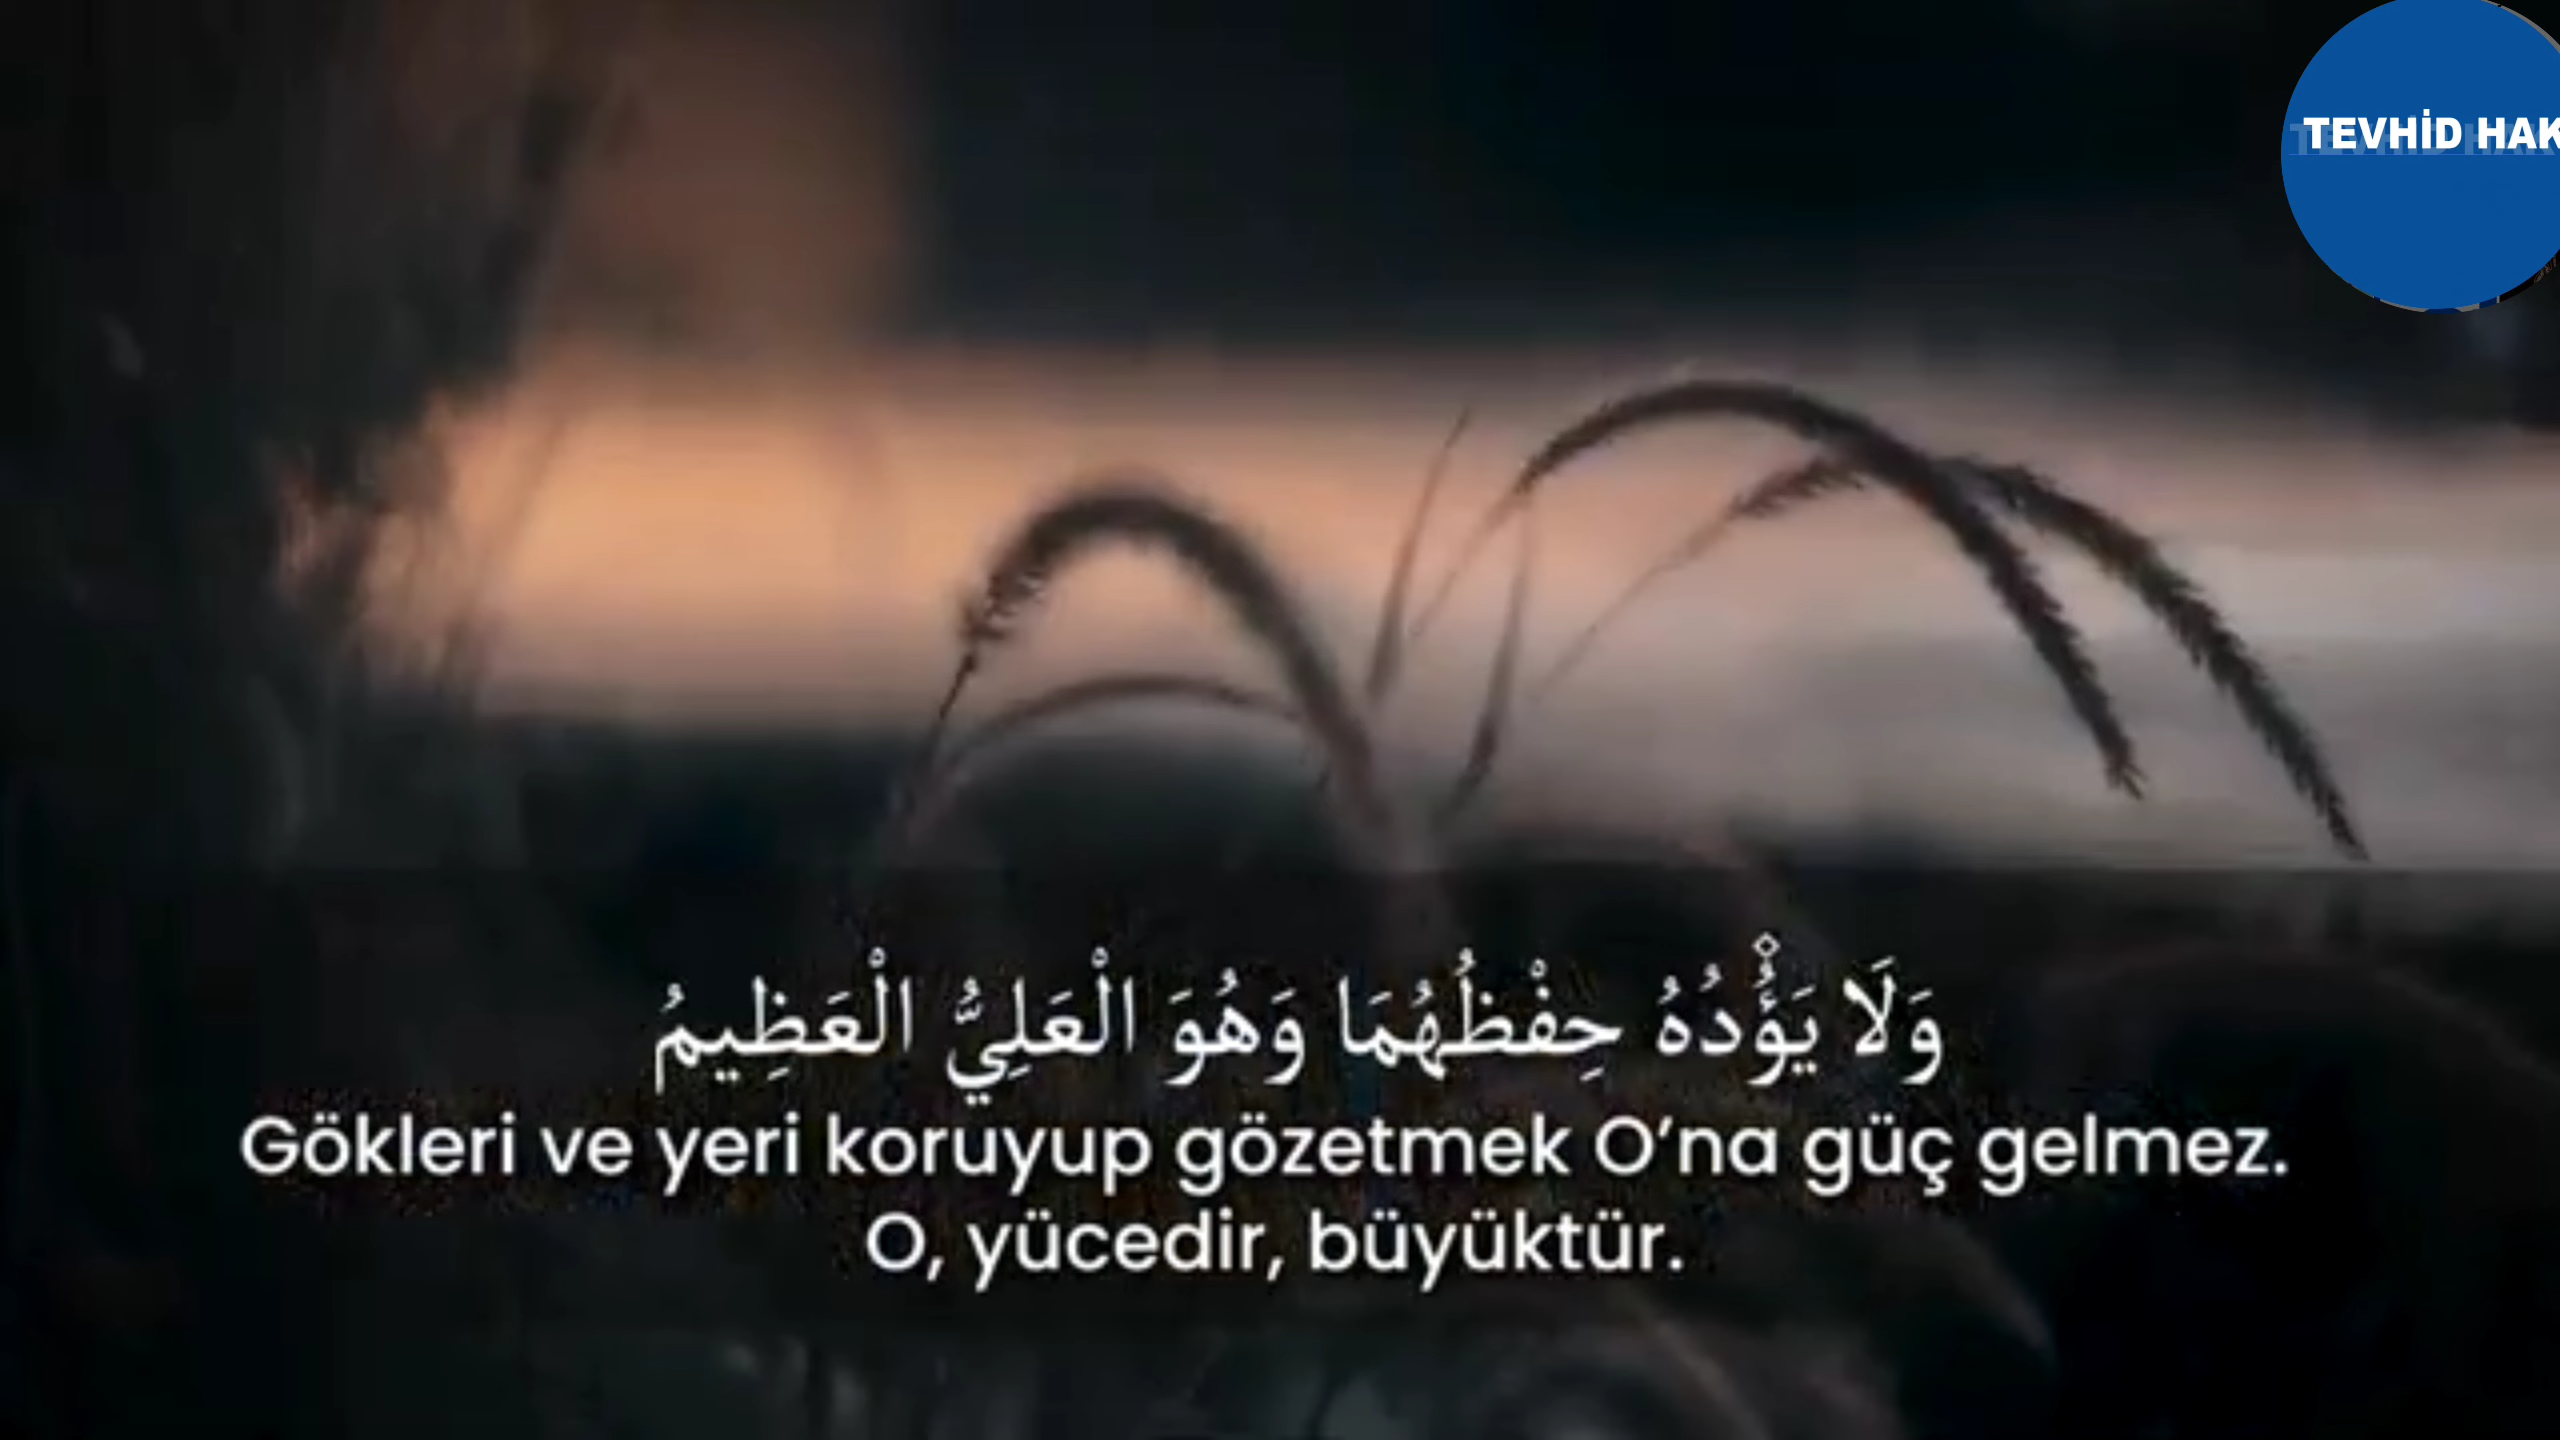 TEVHİD HAK
وَلَا يَؤُْدُهُ حِفْظُهُمَا وَهُوَ الْعَلِيُّ الْعَظِيمُ
Gökleri ve yeri koruyup gözetmek O’na güç gelmez.
O, yücedir, büyüktür.